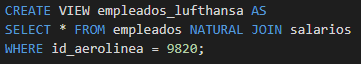 CREATE VIEW empleados_lufthansa AS
SELECT * FROM empleados NATURAL JOIN salarios
WHERE id_aerolinea = 9820;